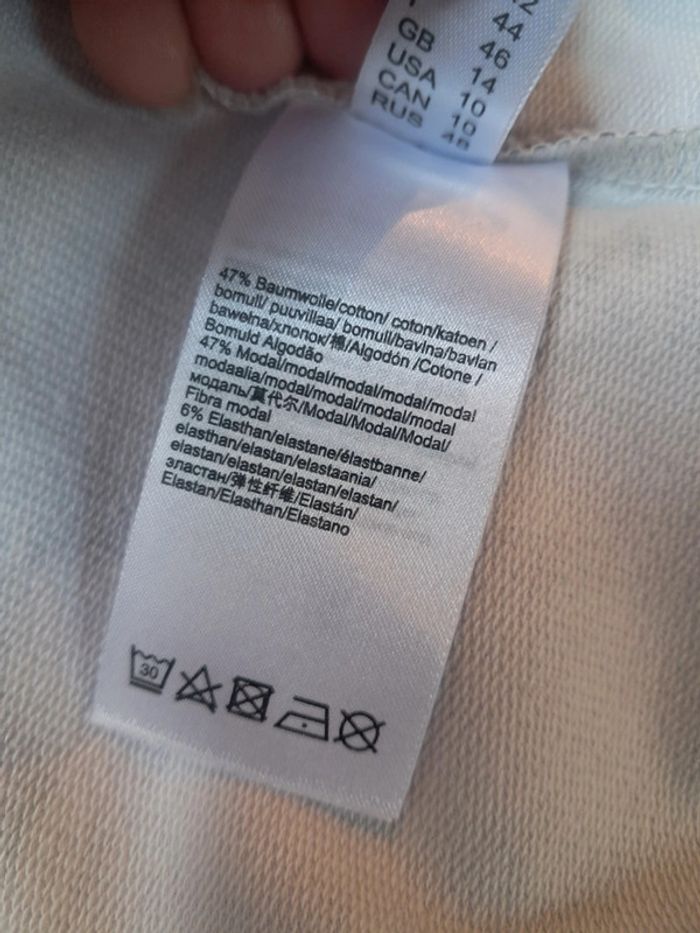 44
GB 46
USA 14
CAN 10
RUS 10
48
47% Baumwolle/cotton/ coton/katoen /
bomull/ puuvillaa/ bomull/bavlna/bavlan
bawełna/хлопок/棉/Algodón /Cotone /
Bomuld Algodão
47% Modal/modal/modal/modal/modal
modaalia/modal/modal/modal/modal
модаль/莫代尔/Modal/Modal/Modal/
Fibra modal
6% Elasthan/elastane/élasthanne/
elasthan/elastan/elastaania/
elastan/elastan/elastan/elastan/
эластан/弹性纤维/Elastán/
Elastan/Elasthan/Elastano
30